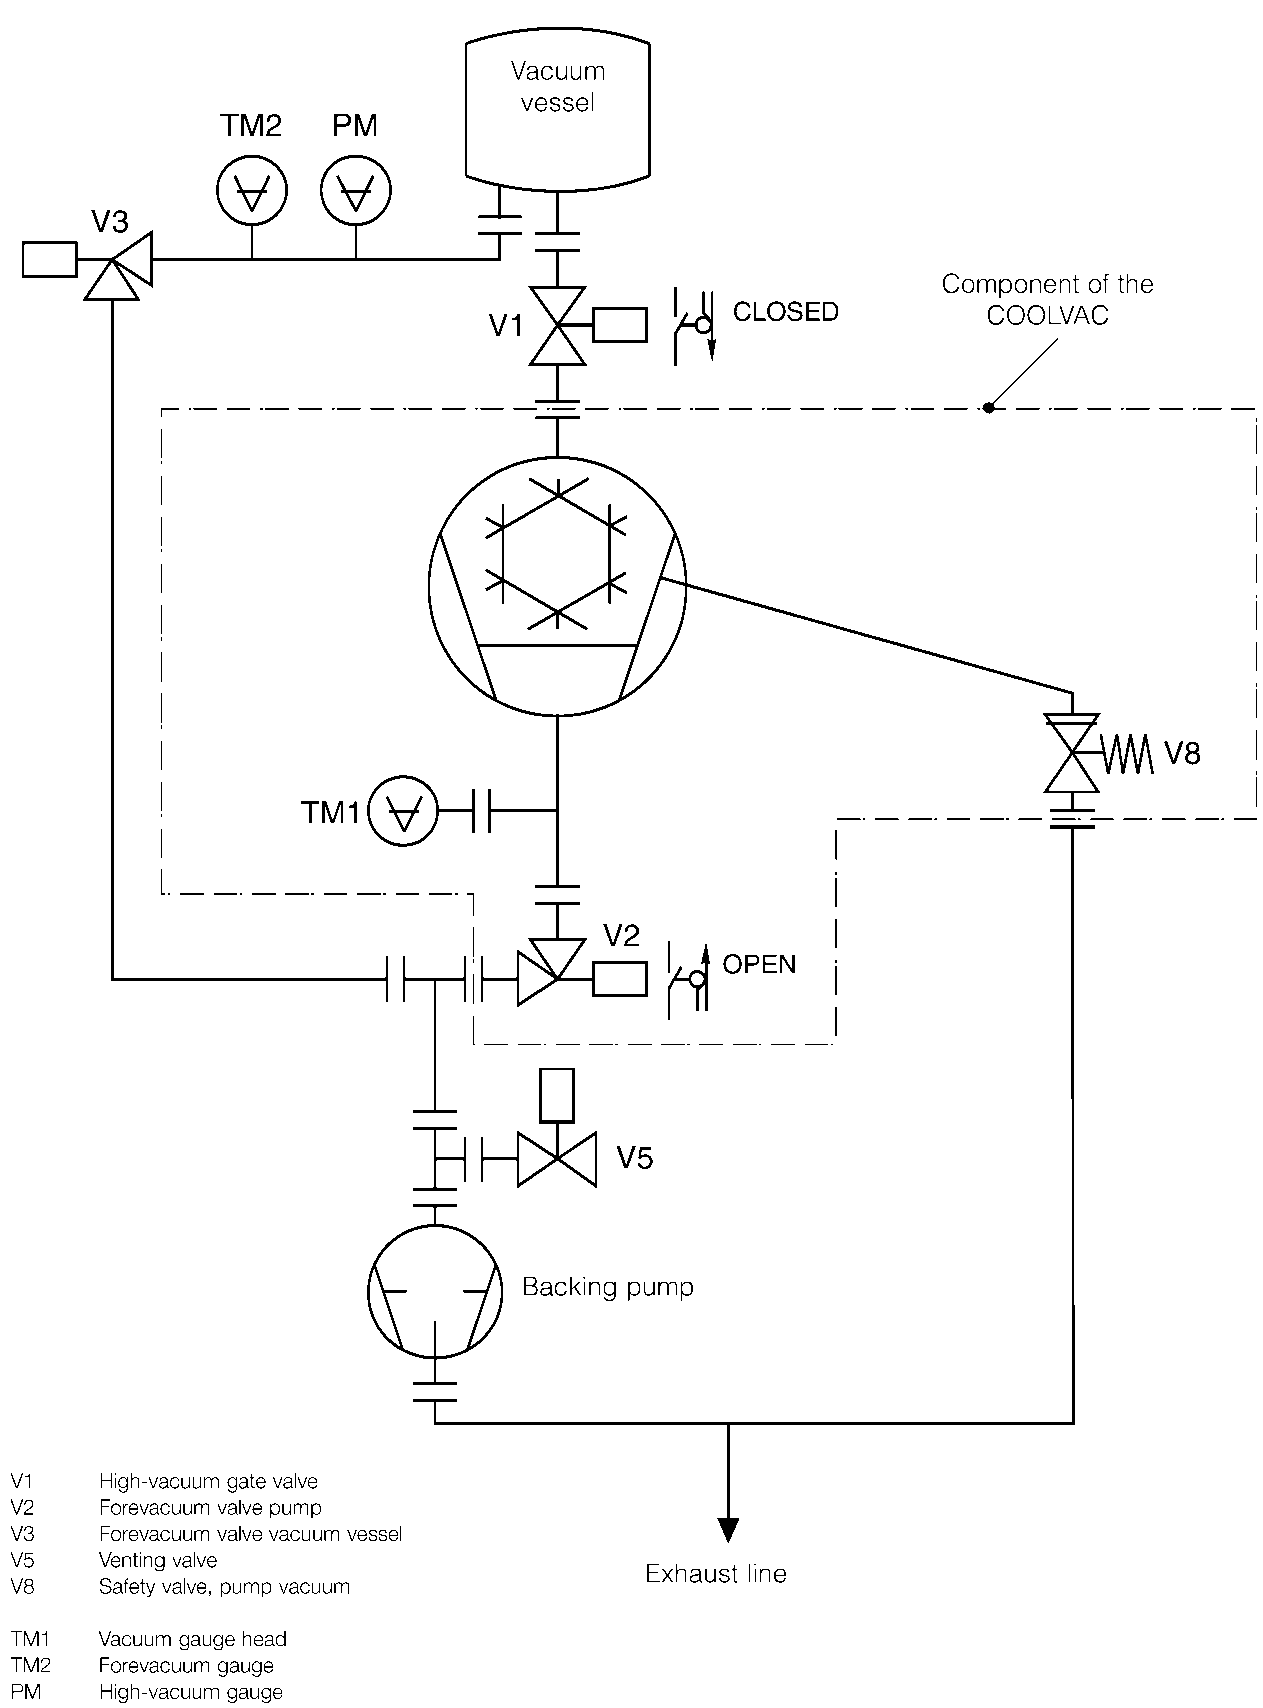 Vacuum
vessel
TM2
PM
V3
V1
CLOSED
Component of the
COOLVAC
V8
TM1
V2
OPEN
V5
Backing pump
Exhaust line
V1 High-vacuum gate valve
V2 Forevacuum valve pump
V3 Forevacuum valve vacuum vessel
V5 Venting valve
V8 Safety valve, pump vacuum
TM1 Vacuum gauge head
TM2 Forevacuum gauge
PM High-vacuum gauge